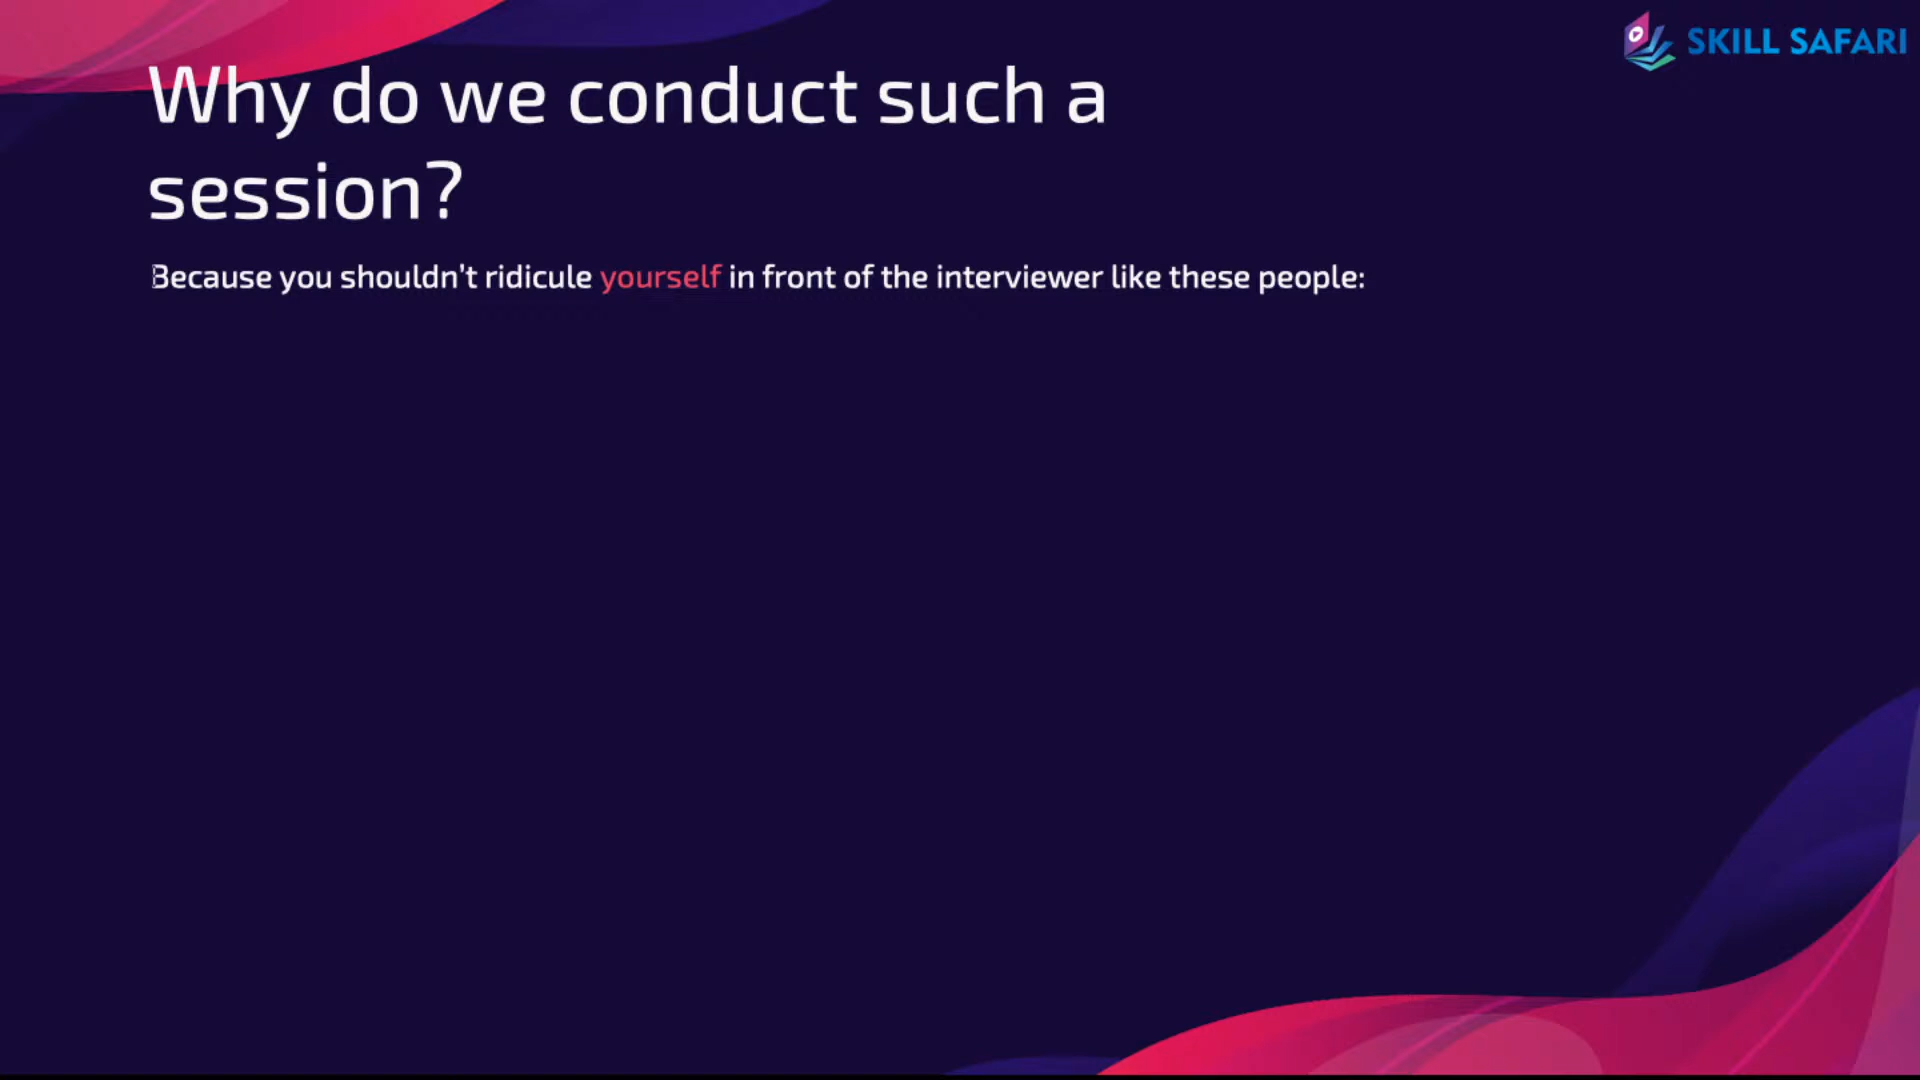 SKILL SAFARI
Why do we conduct such a
session?
Because you shouldn't ridicule yourself in front of the interviewer like these people: